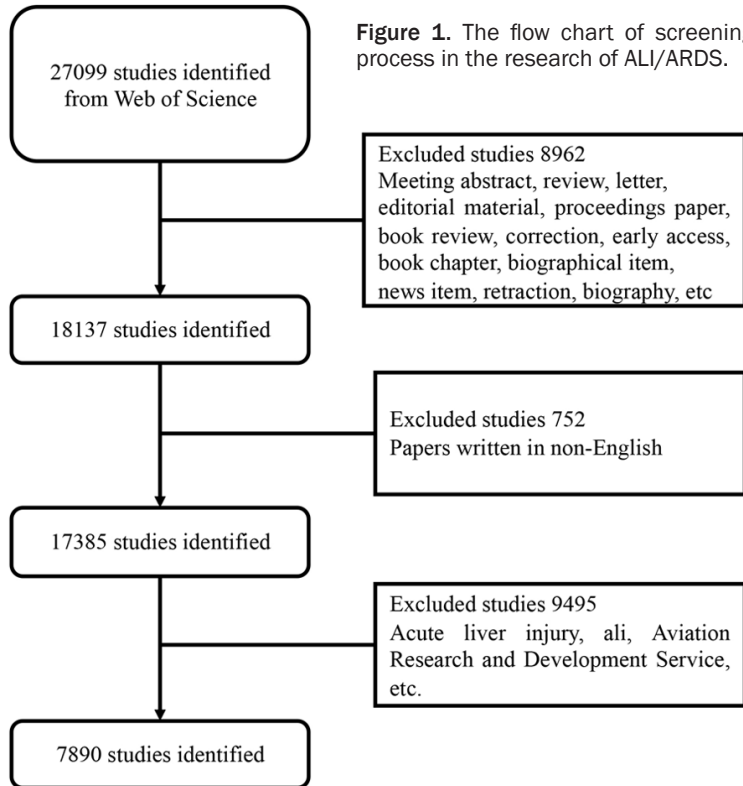 Figure 1. The flow chart of screening
process in the research of ALI/ARDS.
27099 studies identified
from Web of Science
Excluded studies 8962
Meeting abstract, review, letter,
editorial material, proceedings paper,
book review, correction, early access,
book chapter, biographical item,
news item, retraction, biography, etc
18137 studies identified
Excluded studies 752
Papers written in non-English
17385 studies identified
Excluded studies 9495
Acute liver injury, ali, Aviation
Research and Development Service,
etc.
7890 studies identified